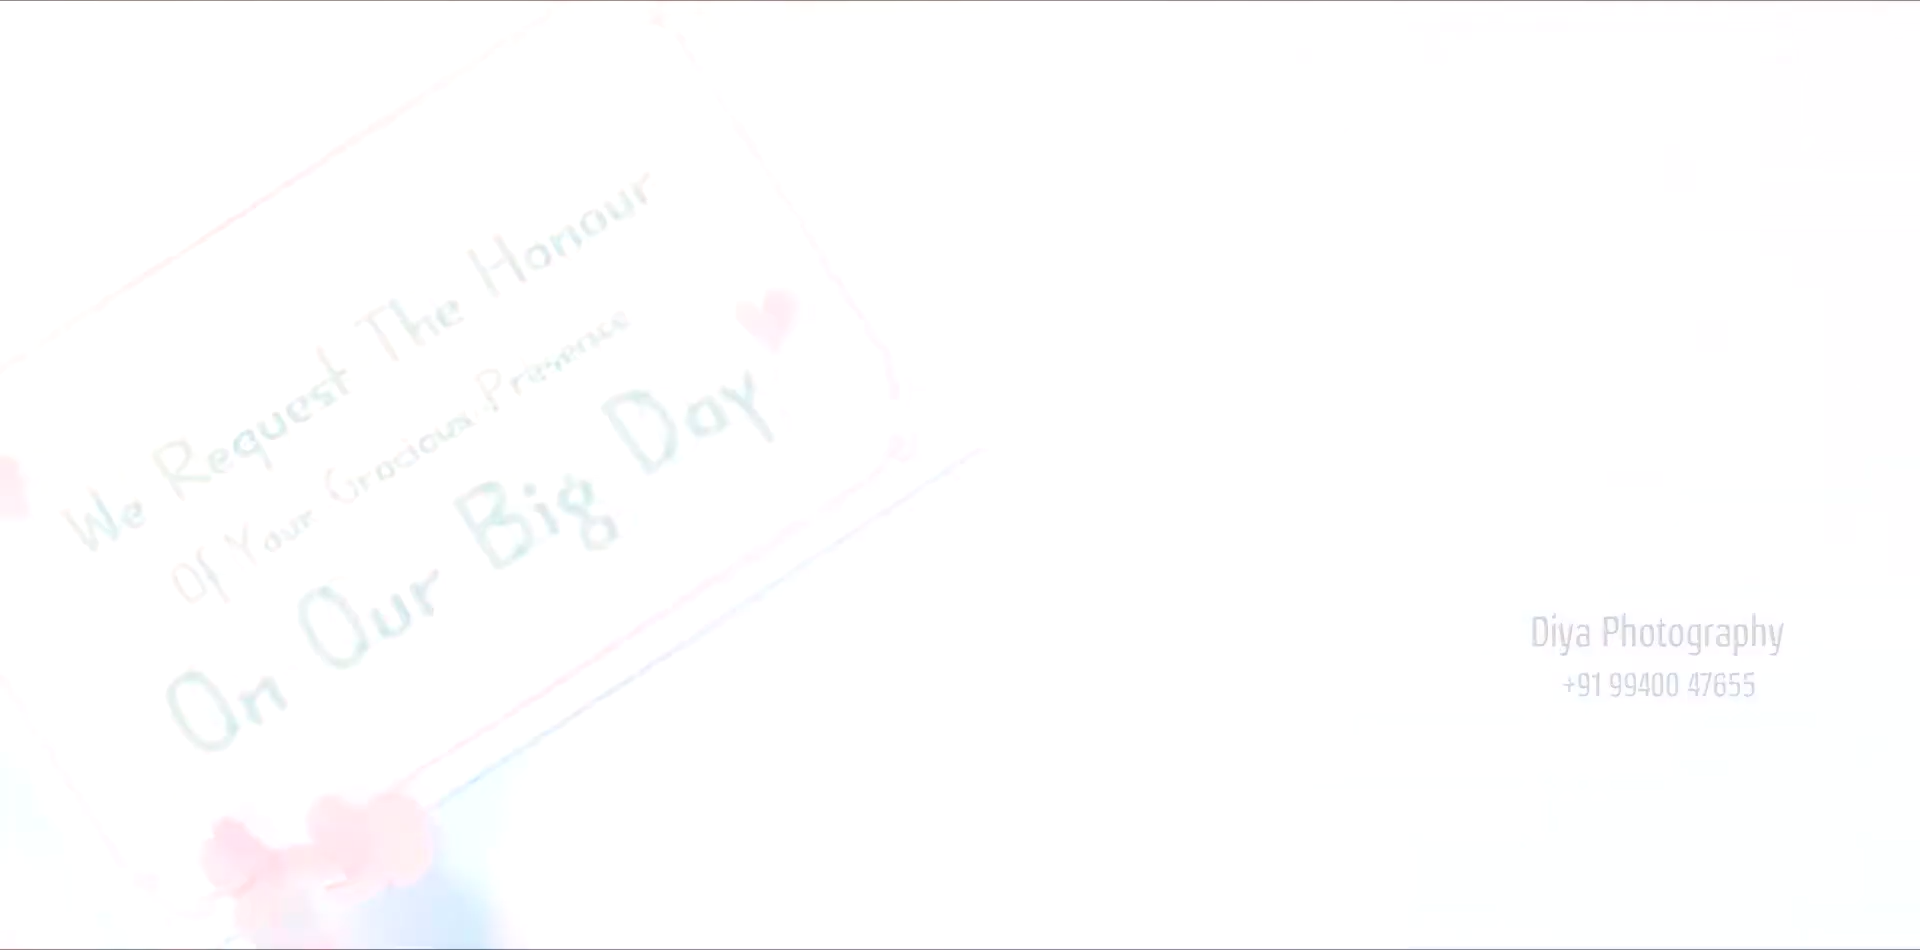 We Request The Honour
Of Your Gracious Presence
On Our Big Day
Diya Photography
+91 99400 47655